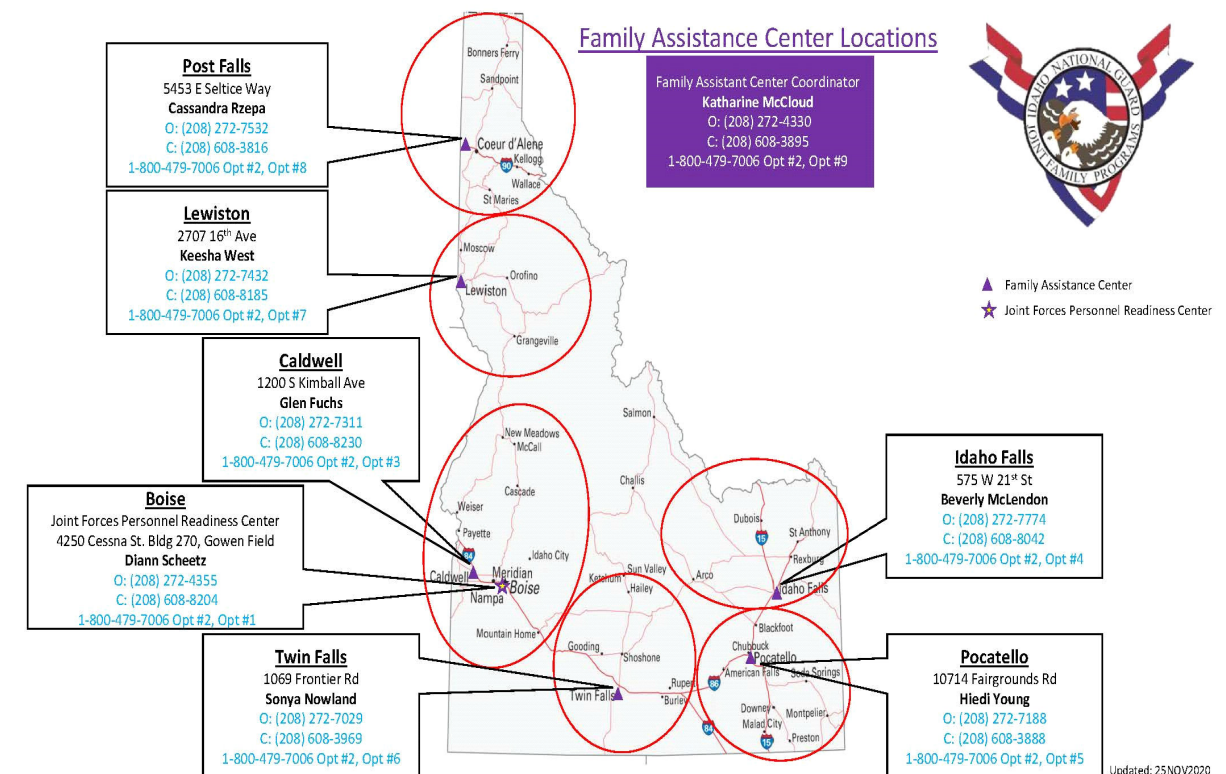 Family Assistance Center Locations
Family Assistant Center Coordinator
Katharine McCloud
O: (208) 272-4330
C: (208) 608-3895
1-800-479-7006 Opt #2, Opt #9
IDAHO NATIONAL GUARD
JOINT FAMILY PROGRAMS
Family Assistance Center
Joint Forces Personnel Readiness Center
Post Falls
5453 E Seltice Way
Cassandra Rzepa
O: (208) 272-7532
C: (208) 608-3816
1-800-479-7006 Opt #2, Opt #8
Lewiston
2707 16th Ave
Keesha West
O: (208) 272-7432
C: (208) 608-8185
1-800-479-7006 Opt #2, Opt #7
Caldwell
1200 S Kimball Ave
Glen Fuchs
O: (208) 272-7311
C: (208) 608-8230
1-800-479-7006 Opt #2, Opt #3
Boise
Joint Forces Personnel Readiness Center
4250 Cessna St. Bldg 270, Gowen Field
Diann Scheetz
O: (208) 272-4355
C: (208) 608-8204
1-800-479-7006 Opt #2, Opt #1
Twin Falls
1069 Frontier Rd
Sonya Nowland
O: (208) 272-7029
C: (208) 608-3969
1-800-479-7006 Opt #2, Opt #6
Idaho Falls
575 W 21st St
Beverly McLendon
O: (208) 272-7774
C: (208) 608-8042
1-800-479-7006 Opt #2, Opt #4
Pocatello
10714 Fairgrounds Rd
Hiedi Young
O: (208) 272-7188
C: (208) 608-3888
1-800-479-7006 Opt #2, Opt #5
Bonners Ferry
Sandpoint
Coeur d'Alene
Kellogg
90
Wallace
St Maries
Moscow
Orofino
Lewiston
Grangeville
Salmon
New Meadows
McCall
Challis
Cascade
Weiser
Payette
84
Idaho City
Caldwell
Meridian
Boise
Nampa
Mountain Home
Sun Valley
Ketchum
Hailey
Arco
Dubois
St Anthony
15
Rexburg
Idaho Falls
Blackfoot
Gooding
Shoshone
Chubbuck
Pocatello
American Falls
Soda Springs
Twin Falls
Rupert
Burley
86
84
Downey
Montpelier
Malad City
15
Preston
Updated: 25NOV2020